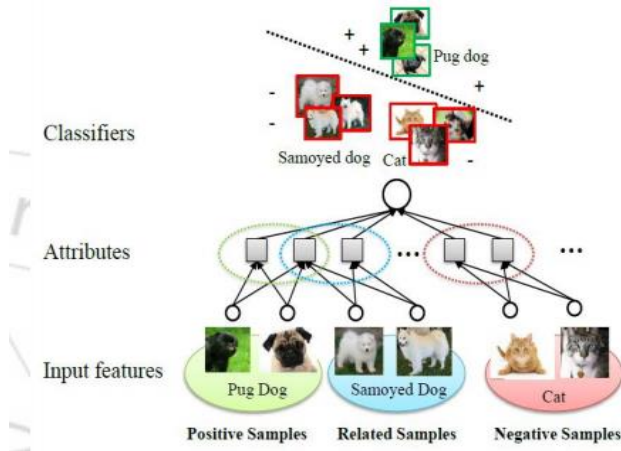 +
+
Pug dog
+
-
-
Classifiers
Samoyed dog
Cat
-
Attributes
...
...
Input features
Pug Dog
Samoyed Dog
Cat
Positive Samples
Related Samples
Negative Samples